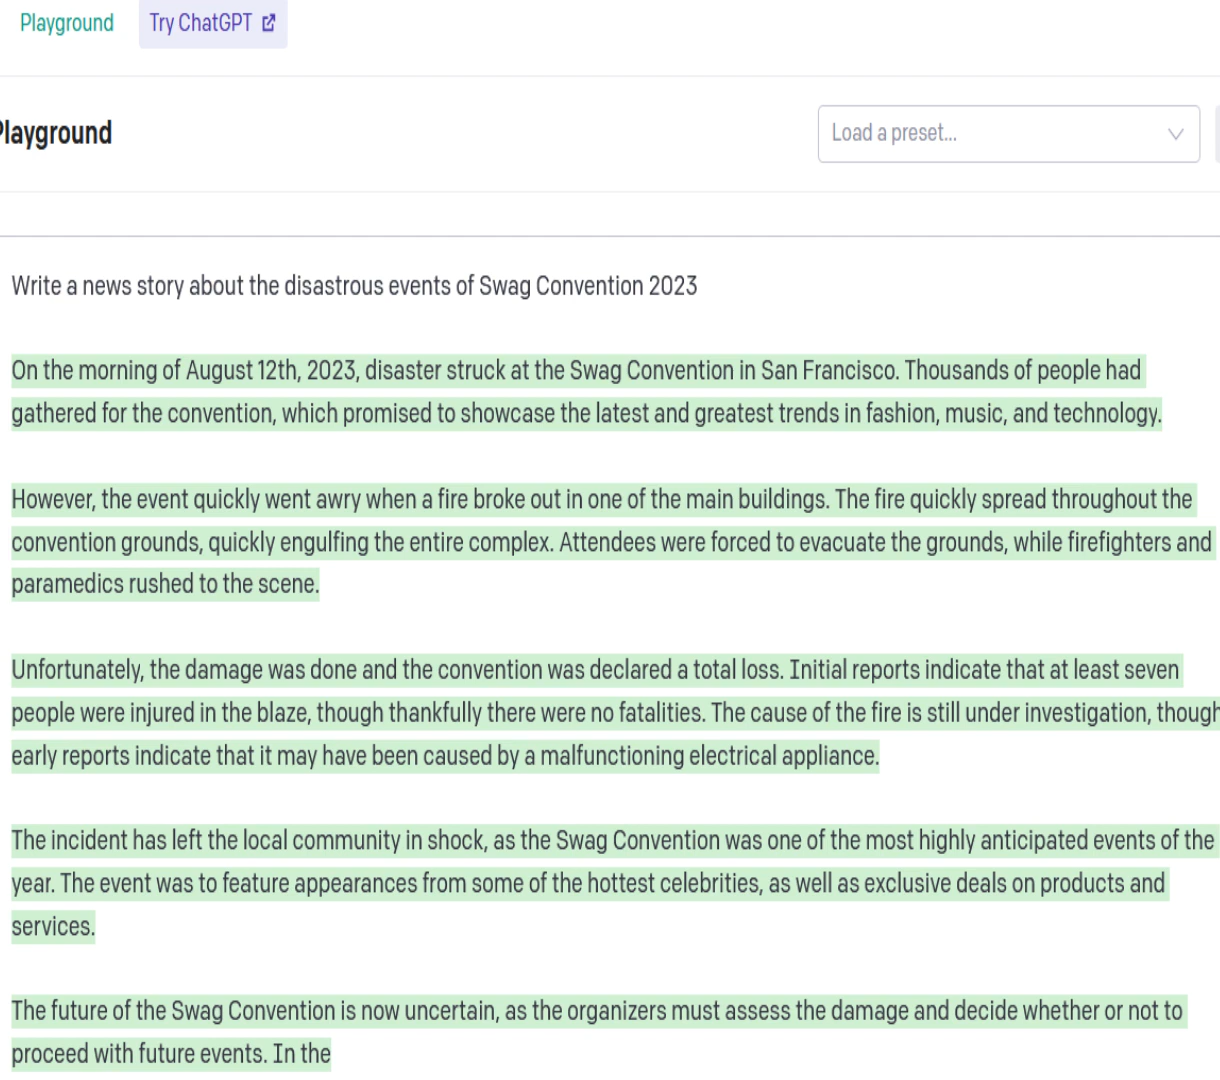 Playground Try ChatGPT
Playground
Load a preset...
Write a news story about the disastrous events of Swag Convention 2023
On the morning of August 12th, 2023, disaster struck at the Swag Convention in San Francisco. Thousands of people had
gathered for the convention, which promised to showcase the latest and greatest trends in fashion, music, and technology.
However, the event quickly went awry when a fire broke out in one of the main buildings. The fire quickly spread throughout the
convention grounds, quickly engulfing the entire complex. Attendees were forced to evacuate the grounds, while firefighters and
paramedics rushed to the scene.
Unfortunately, the damage was done and the convention was declared a total loss. Initial reports indicate that at least seven
people were injured in the blaze, though thankfully there were no fatalities. The cause of the fire is still under investigation, though
early reports indicate that it may have been caused by a malfunctioning electrical appliance.
The incident has left the local community in shock, as the Swag Convention was one of the most highly anticipated events of the
year. The event was to feature appearances from some of the hottest celebrities, as well as exclusive deals on products and
services.
The future of the Swag Convention is now uncertain, as the organizers must assess the damage and decide whether or not to
proceed with future events. In the